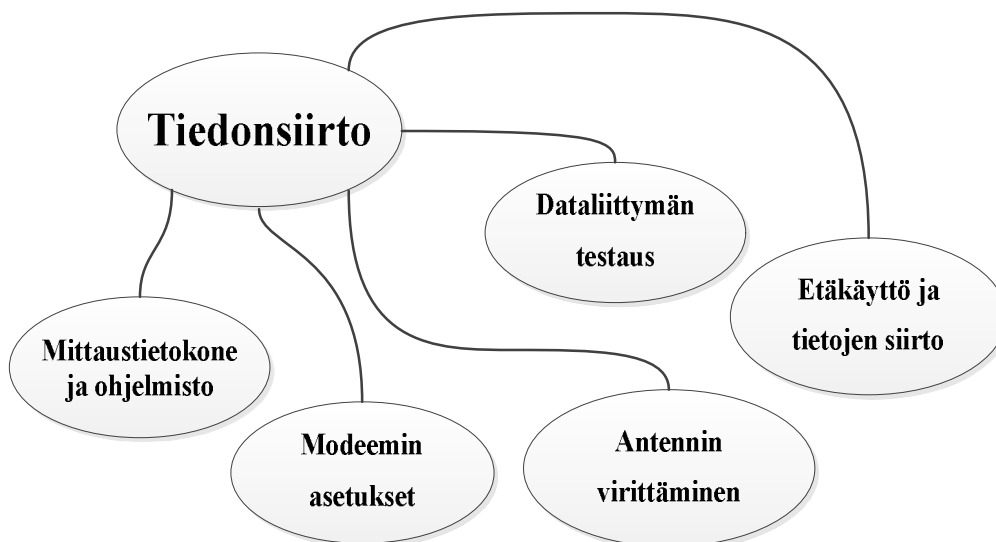 Tiedonsiirto
Dataliittymän
testaus
Etäkäyttö ja
tietojen siirto
Mittaustietokone
ja ohjelmisto
Modeemin
asetukset
Antennin
virittäminen